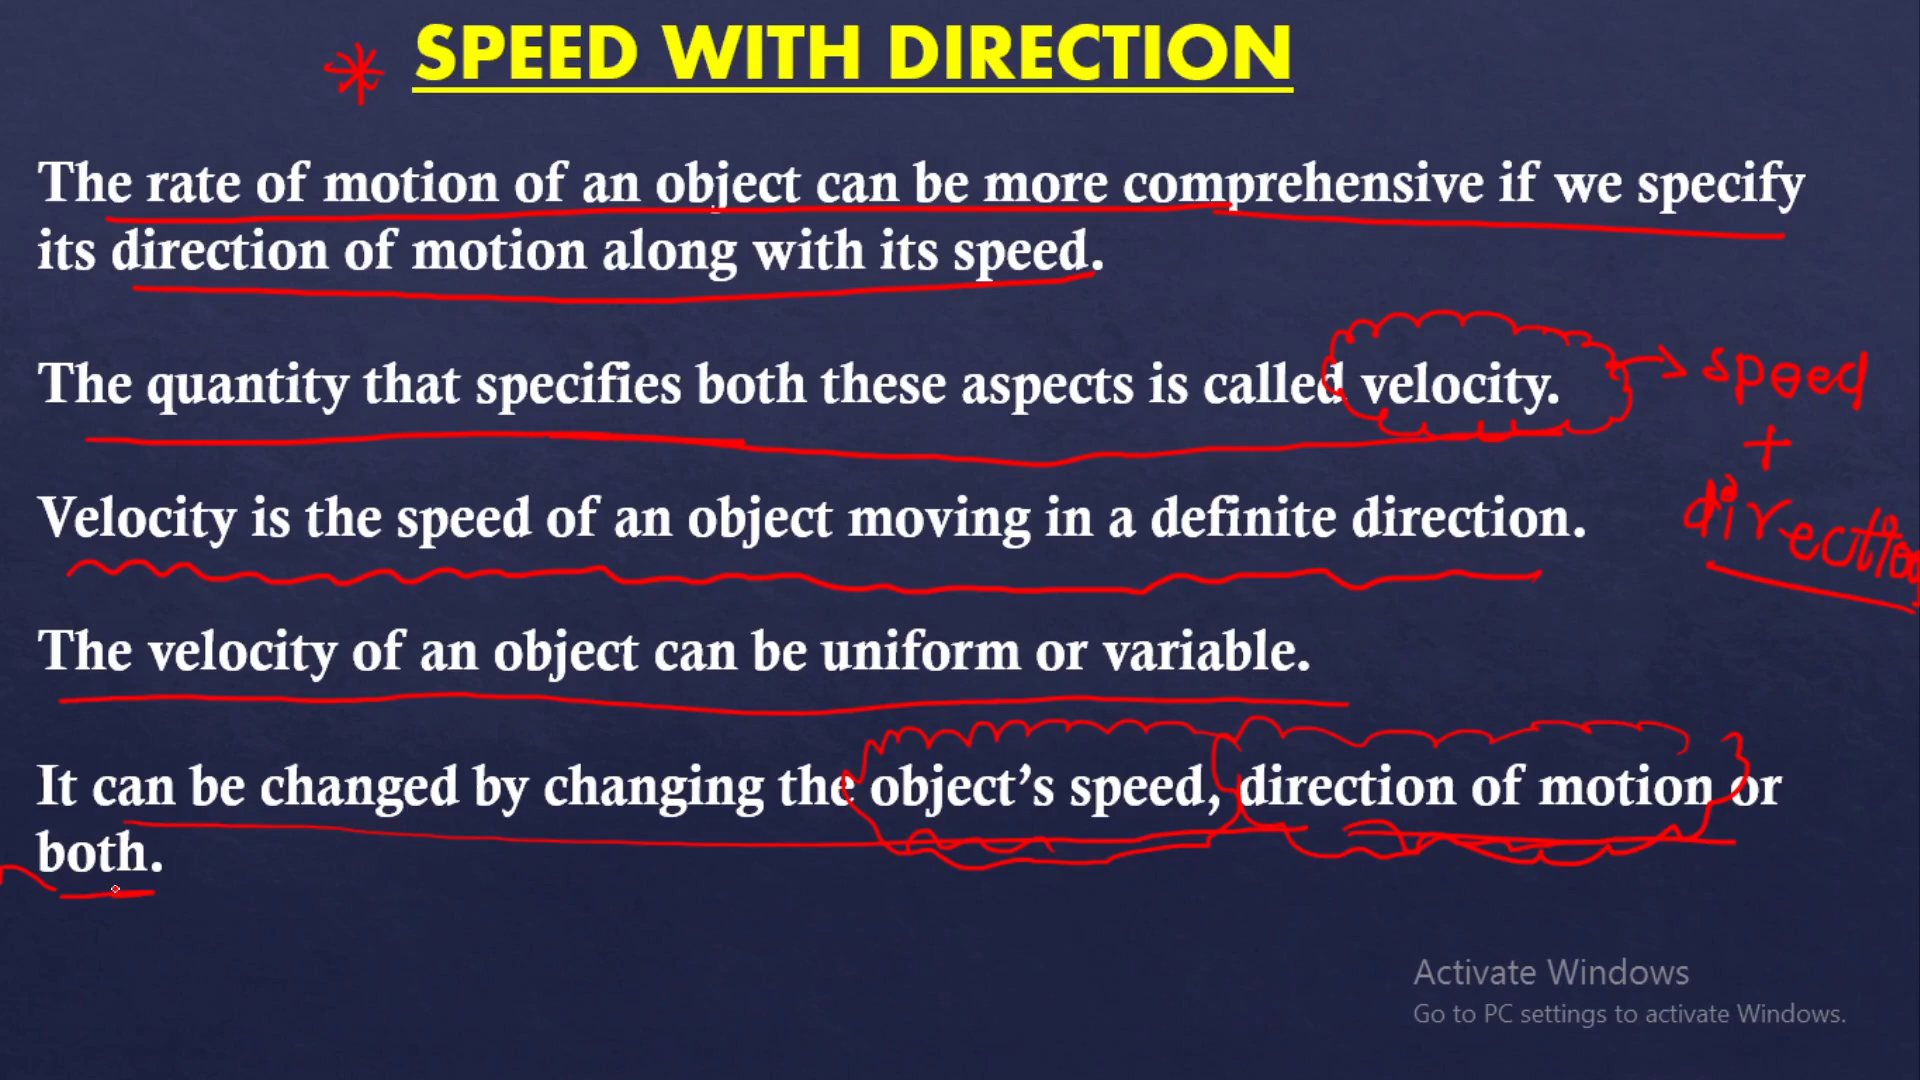 * SPEED WITH DIRECTION
The rate of motion of an object can be more comprehensive if we specify
its direction of motion along with its speed.
The quantity that specifies both these aspects is called velocity. → speed
+
direction
Velocity is the speed of an object moving in a definite direction.
The velocity of an object can be uniform or variable.
It can be changed by changing the object’s speed, direction of motion or
both.
Activate Windows
Go to PC settings to activate Windows.